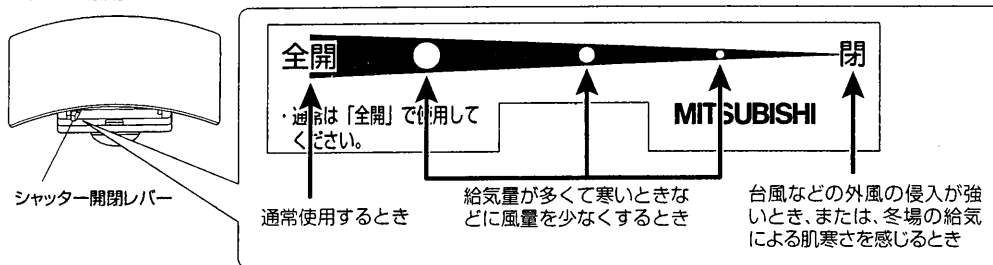 全開
閉
・通常は「全開」で使用して
ください。
MITSUBISHI
シャッター開閉レバー
通常使用するとき
給気量が多くて寒いときな
どに風量を少なくするとき
台風などの外風の侵入が強
いとき、または、冬場の給気
による肌寒さを感じるとき